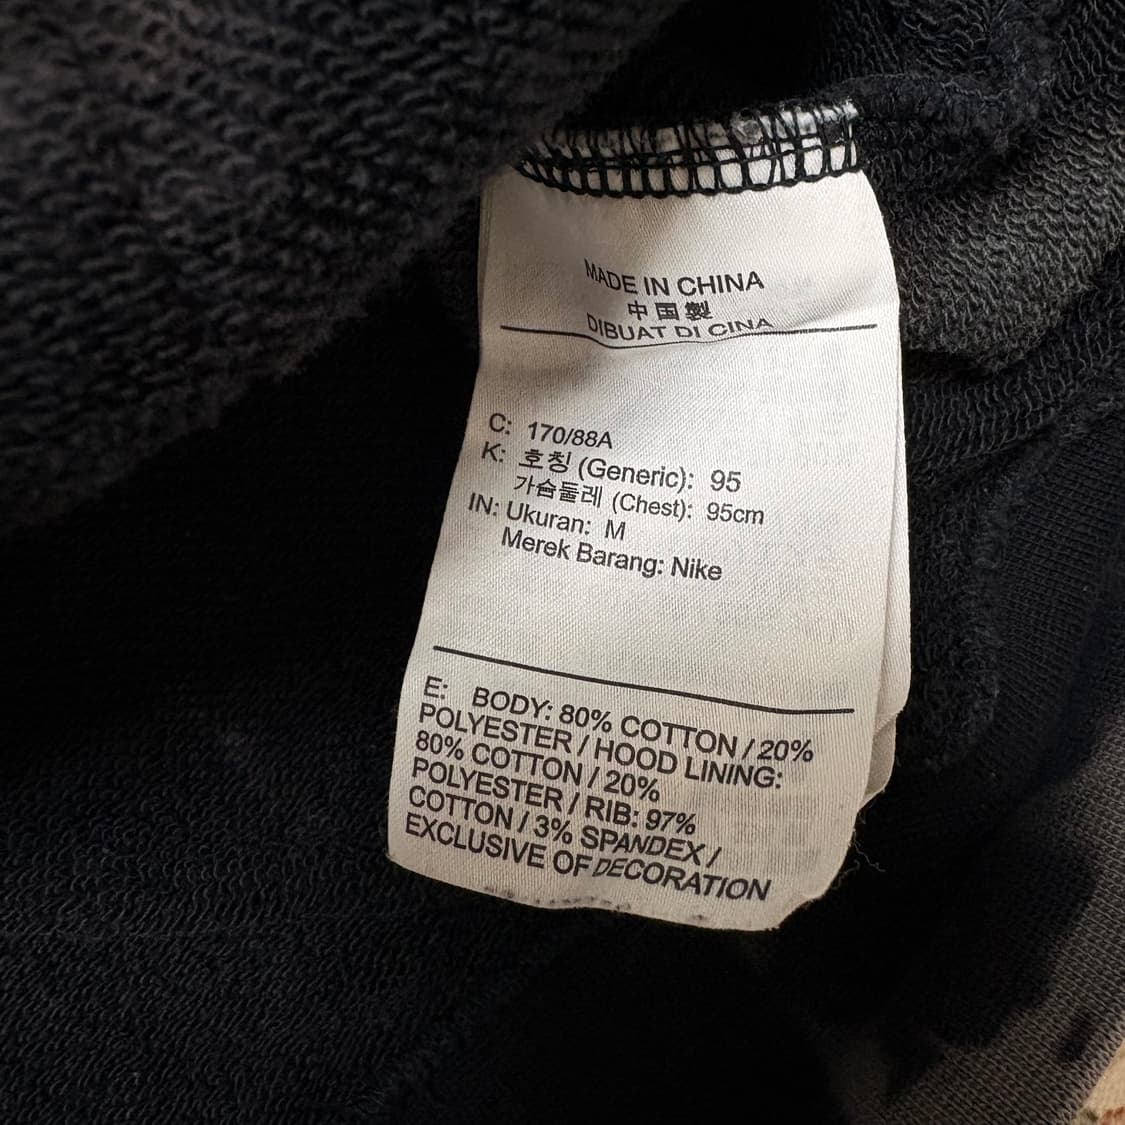 MADE IN CHINA
中国製
DIBUAT DI CINA
C: 170/88A
K: 호칭 (Generic): 95
가슴둘레 (Chest): 95cm
IN: Ukuran: M
Merek Barang: Nike
E: BODY: 80% COTTON / 20%
POLYESTER / HOOD LINING:
80% COTTON / 20%
POLYESTER / RIB: 97%
COTTON / 3% SPANDEX /
EXCLUSIVE OF DECORATION